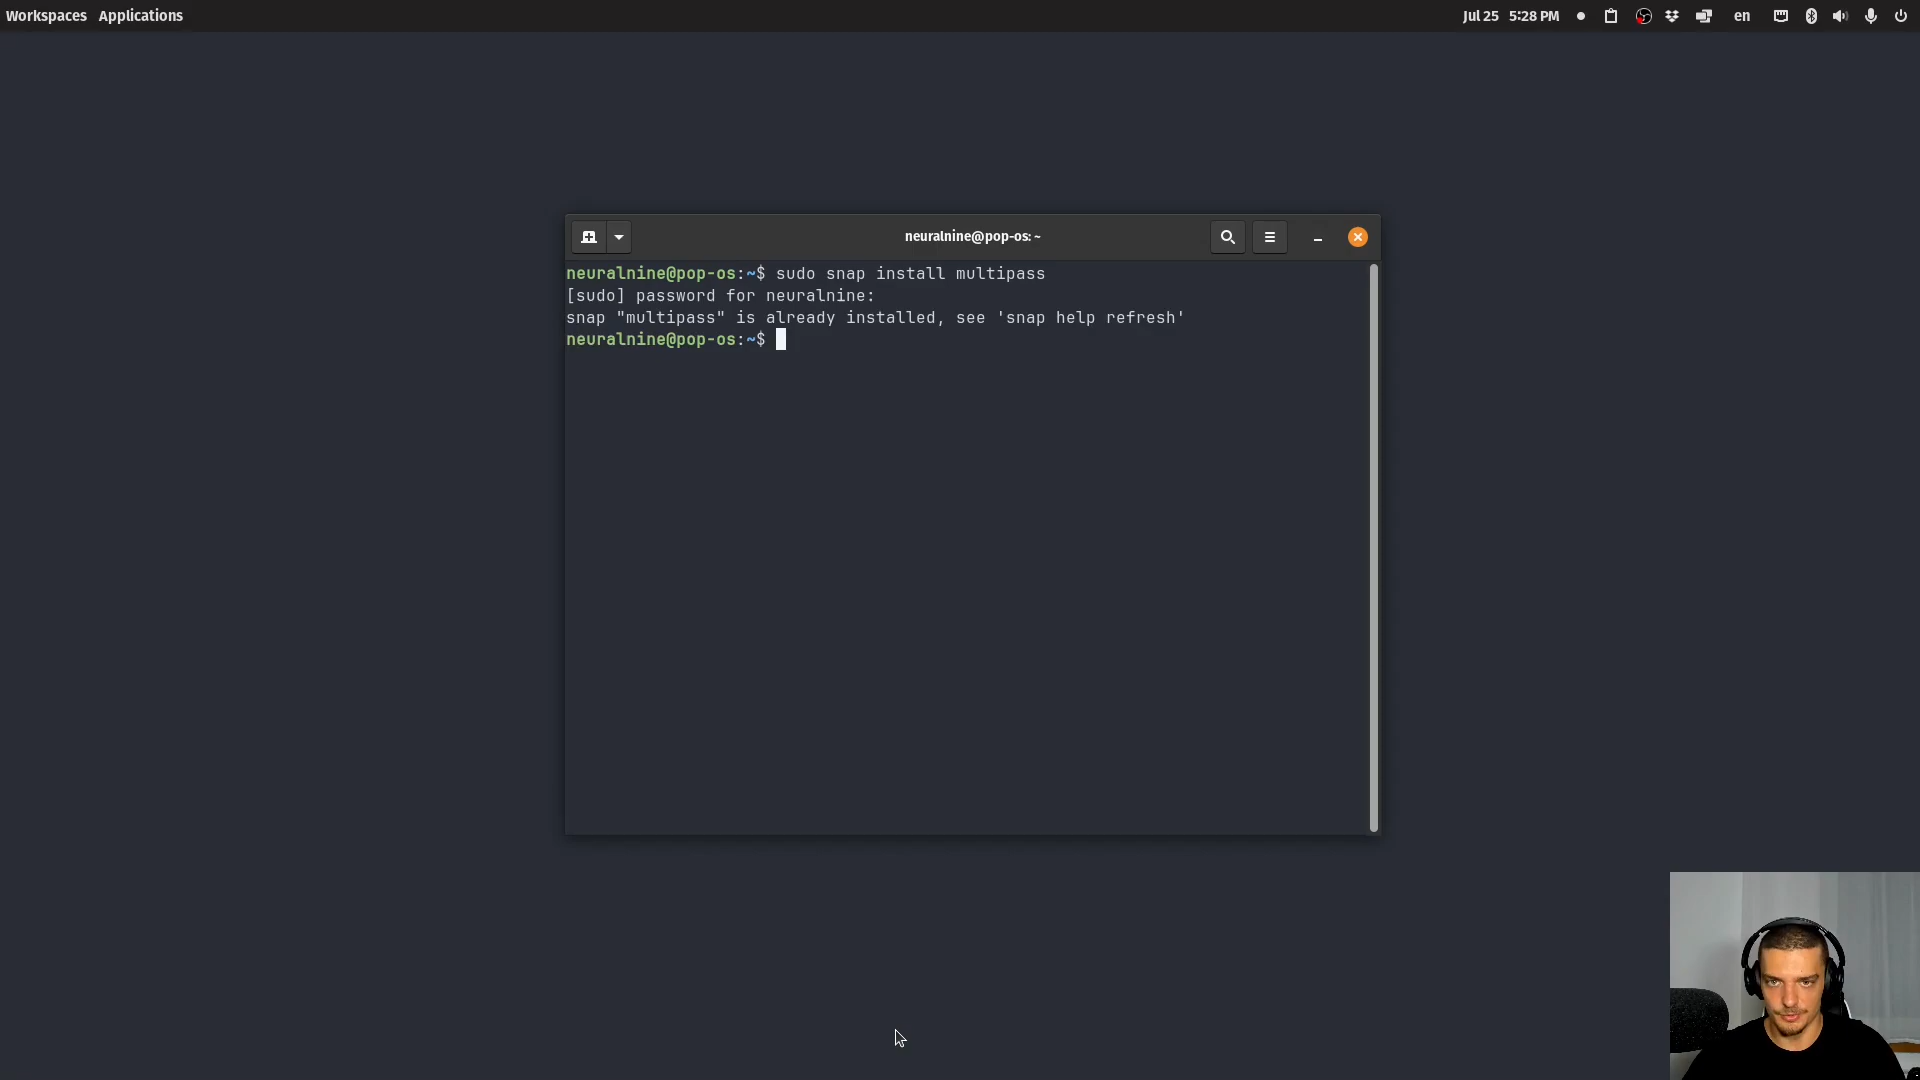 Workspaces Applications
Jul 25 5:28 PM
en
neuralnine@pop-os: ~
neuralnine@pop-os:~$ sudo snap install multipass
[sudo] password for neuralnine:
snap "multipass" is already installed, see 'snap help refresh'
neuralnine@pop-os:~$